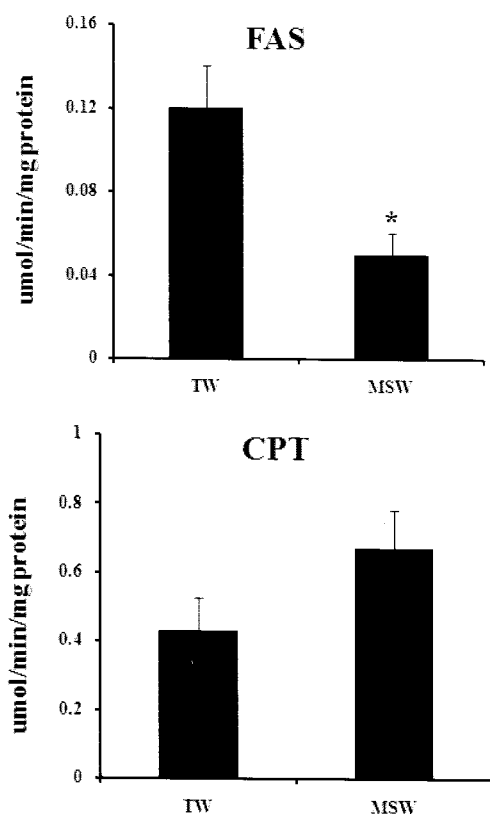 FAS
umol/min/mg protein
0.16
0.12
*
0.08
0.04
0
TW MSW
CPT
umol/min/mg protein
1
0.8
0.6
0.4
0.2
0
TW MSW